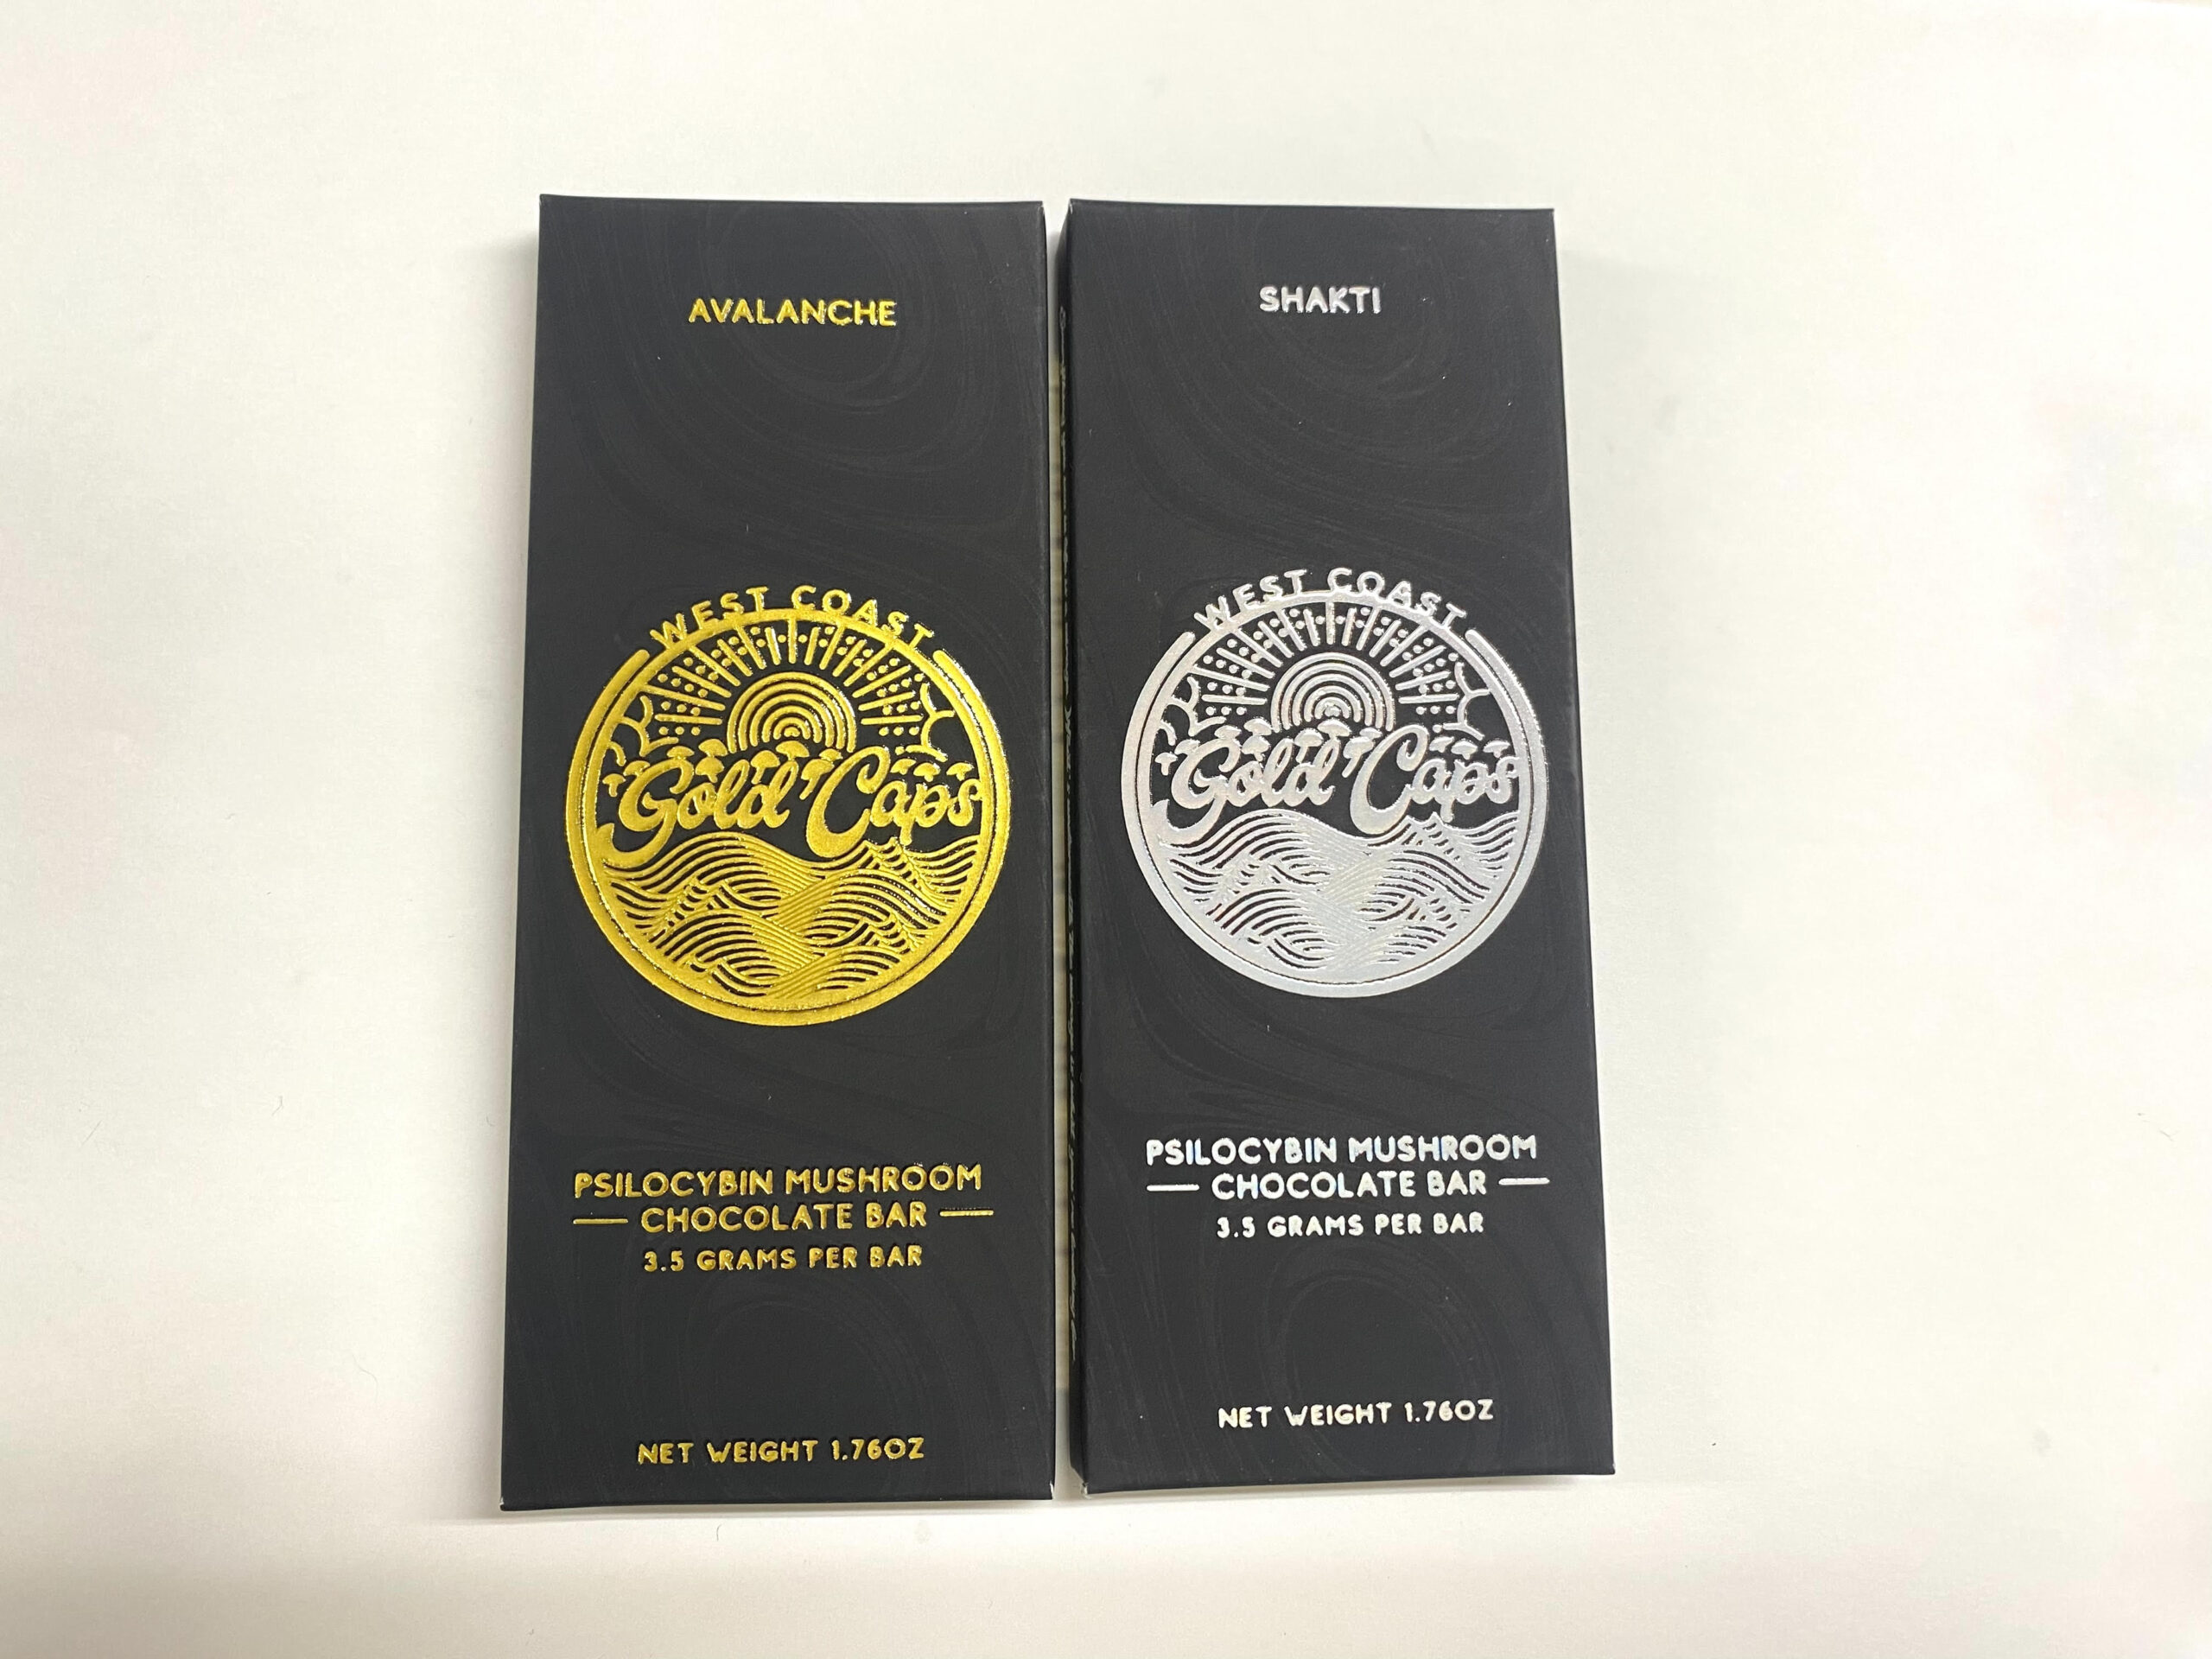 AVALANCHE
WEST COAST
Gold Caps
PSILOCYBIN MUSHROOM
CHOCOLATE BAR
3.5 GRAMS PER BAR
NET WEIGHT 1.76OZ
SHAKTI
WEST COAST
Gold Caps
PSILOCYBIN MUSHROOM
CHOCOLATE BAR
3.5 GRAMS PER BAR
NET WEIGHT 1.76OZ